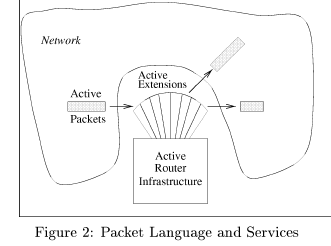 Network
Active
Extensions
Active
Packets
Active
Router
Infrastructure
Figure 2: Packet Language and Services